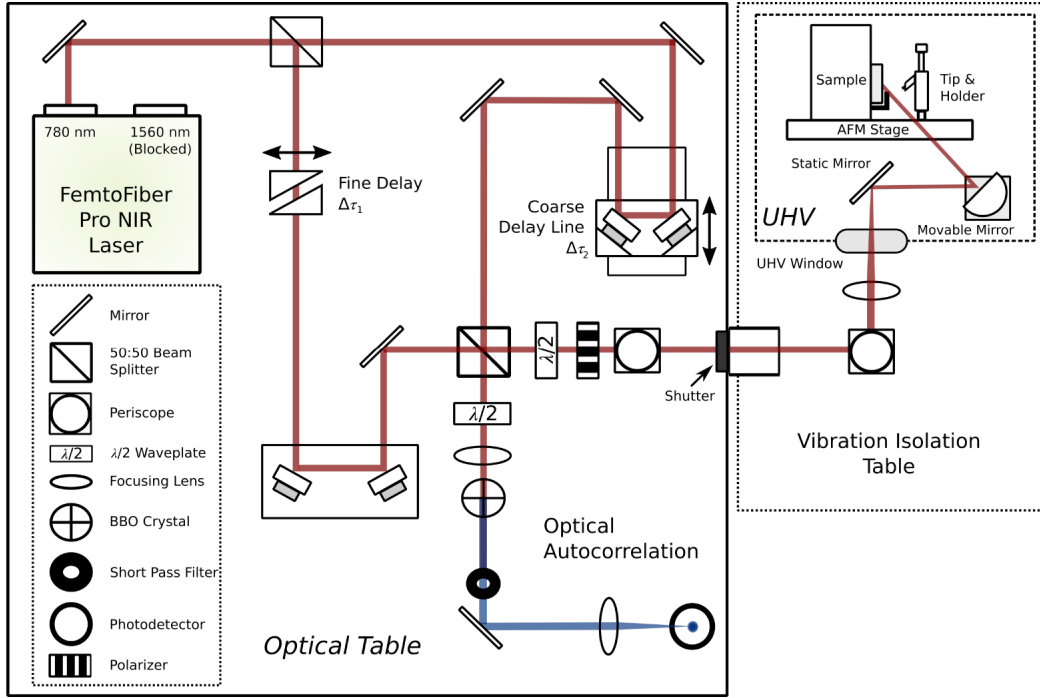 780 nm
1560 nm
(Blocked)
FemtoFiber
Pro NIR
Laser
Fine Delay
Δτ₁
Coarse
Delay Line
Δτ₂
Sample
Tip &
Holder
AFM Stage
Static Mirror
UHV
Movable Mirror
UHV Window
λ/2
Shutter
λ/2
Vibration Isolation
Table
Optical
Autocorrelation
Optical Table
Mirror
50:50 Beam
Splitter
Periscope
λ/2
λ/2 Waveplate
Focusing Lens
BBO Crystal
Short Pass Filter
Photodetector
Polarizer